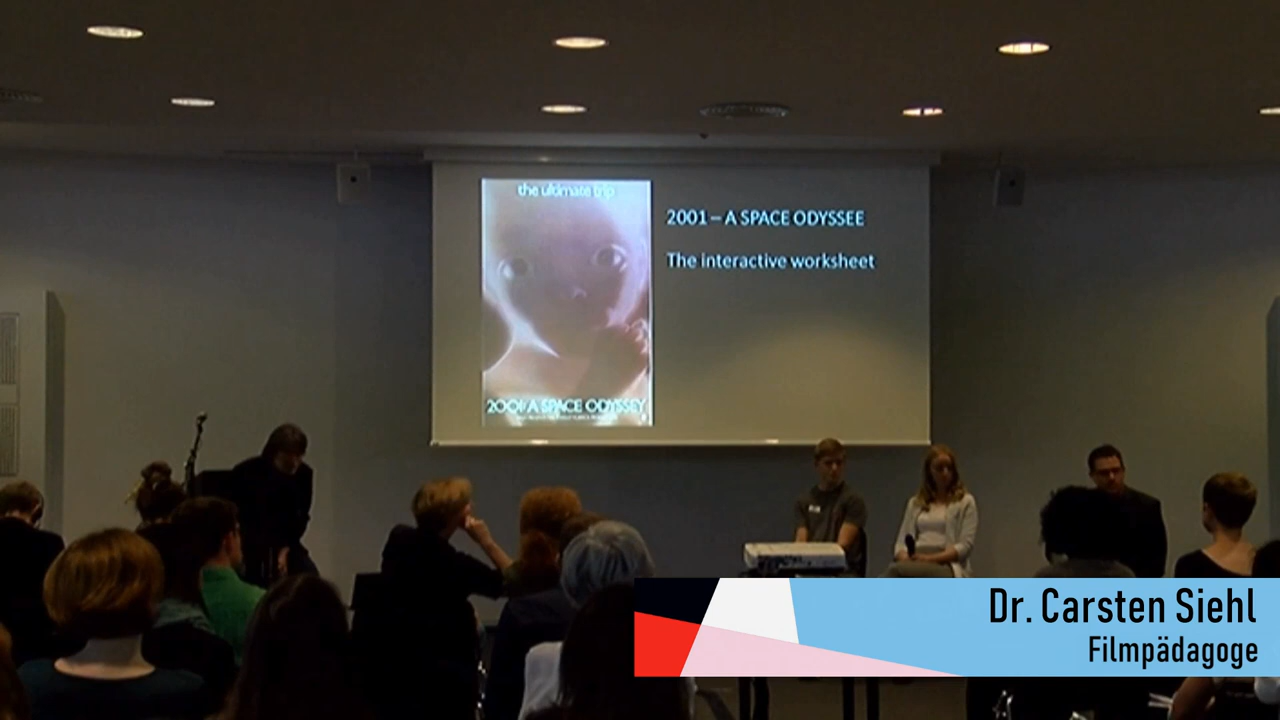 the ultimate trip
2001: A SPACE ODYSSEY
2001 – A SPACE ODYSSEE
The interactive worksheet
Dr. Carsten Siehl
Filmpädagoge